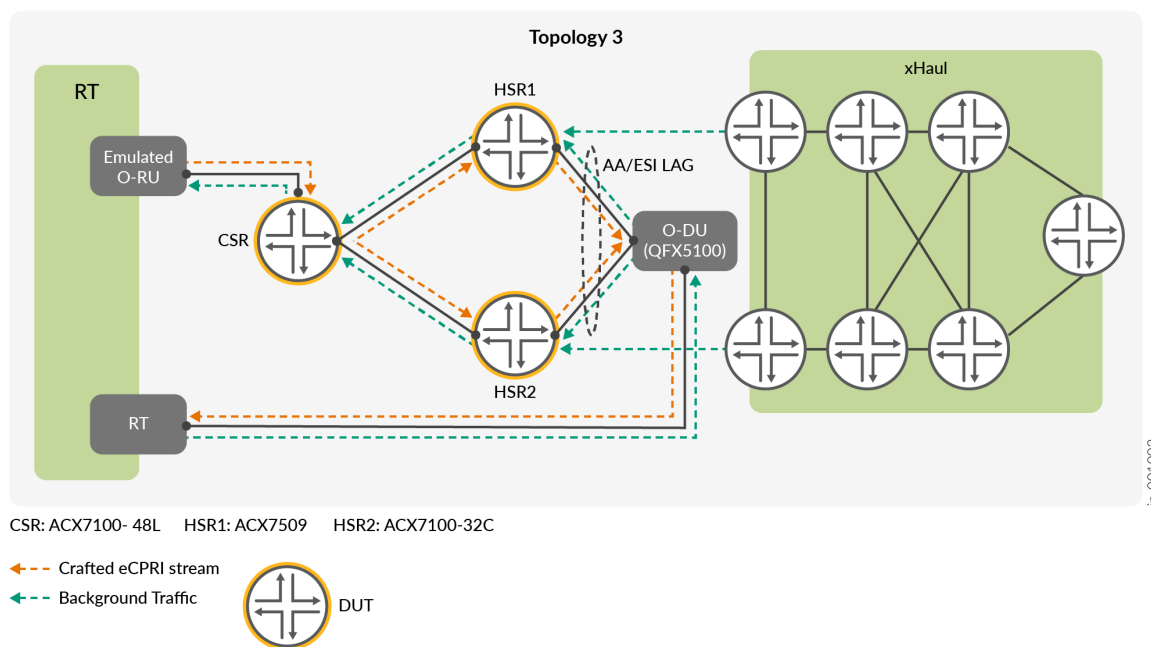 Topology 3
xHaul
RT
HSR1
Emulated
O-RU
AA/ESI LAG
CSR
O-DU
(QFX5100)
HSR2
RT
CSR: ACX7100- 48L HSR1: ACX7509 HSR2: ACX7100-32C
Crafted eCPRI stream
Background Traffic
DUT